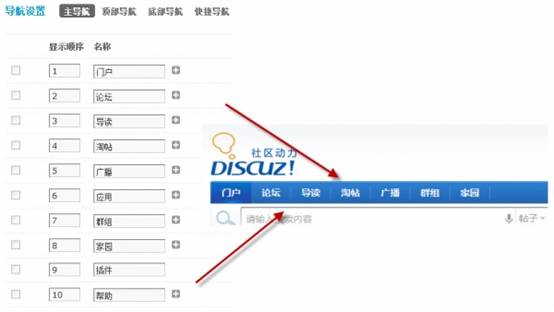 导航设置 主导航 顶部导航 底部导航 快捷导航
显示顺序 名称
1 门户
2 论坛
3 导读
4 淘帖
5 广播
6 应用
7 群组
8 家园
9 插件
10 帮助
社区动力
DISCUZ!
门户 论坛 导读 淘帖 广播 群组 家园
请输入搜索内容 帖子